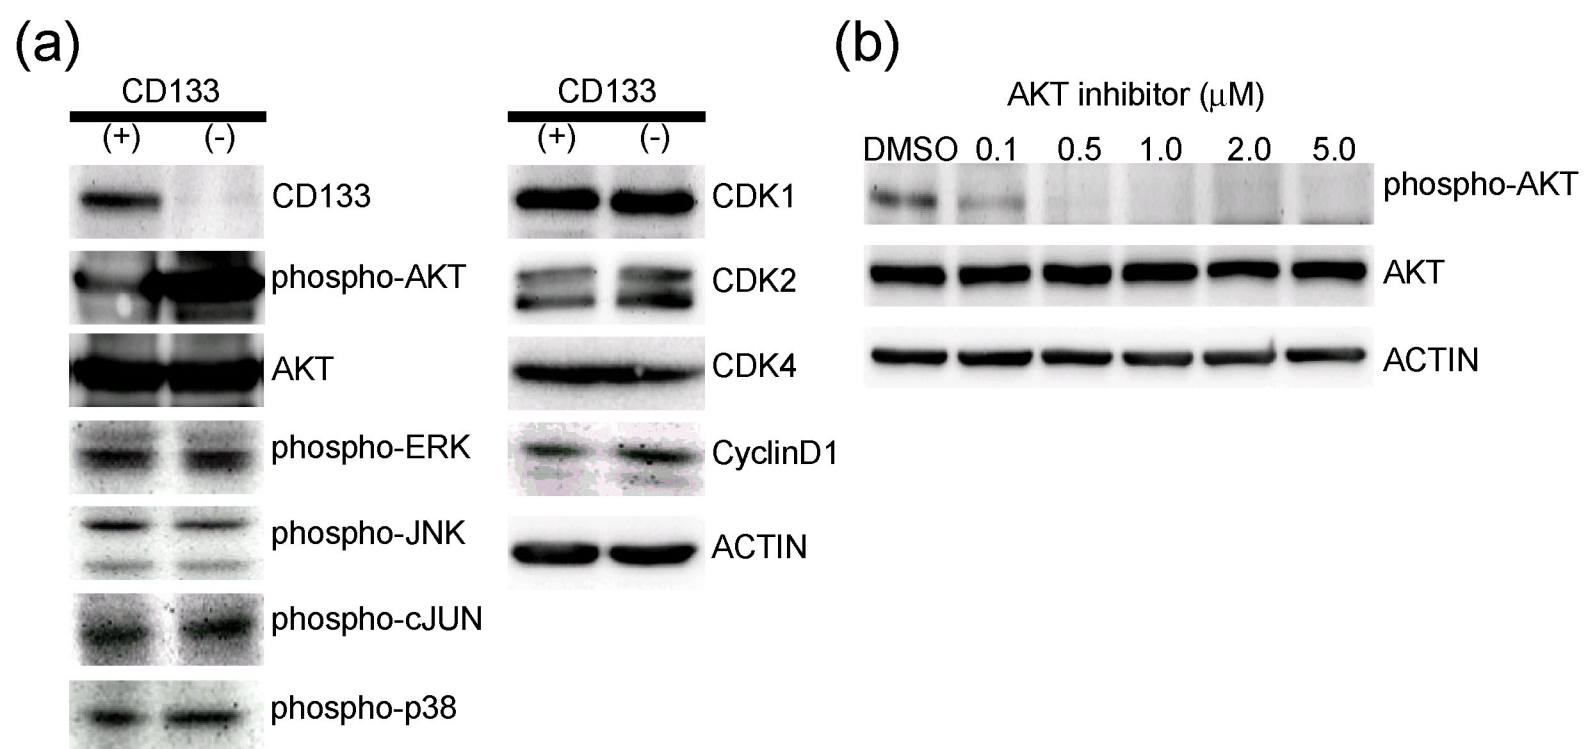 (a)
CD133
(+) (-)
CD133
phospho-AKT
AKT
phospho-ERK
phospho-JNK
phospho-cJUN
phospho-p38
CD133
(+) (-)
CDK1
CDK2
CDK4
CyclinD1
ACTIN
(b)
AKT inhibitor (μM)
DMSO 0.1 0.5 1.0 2.0 5.0
phospho-AKT
AKT
ACTIN